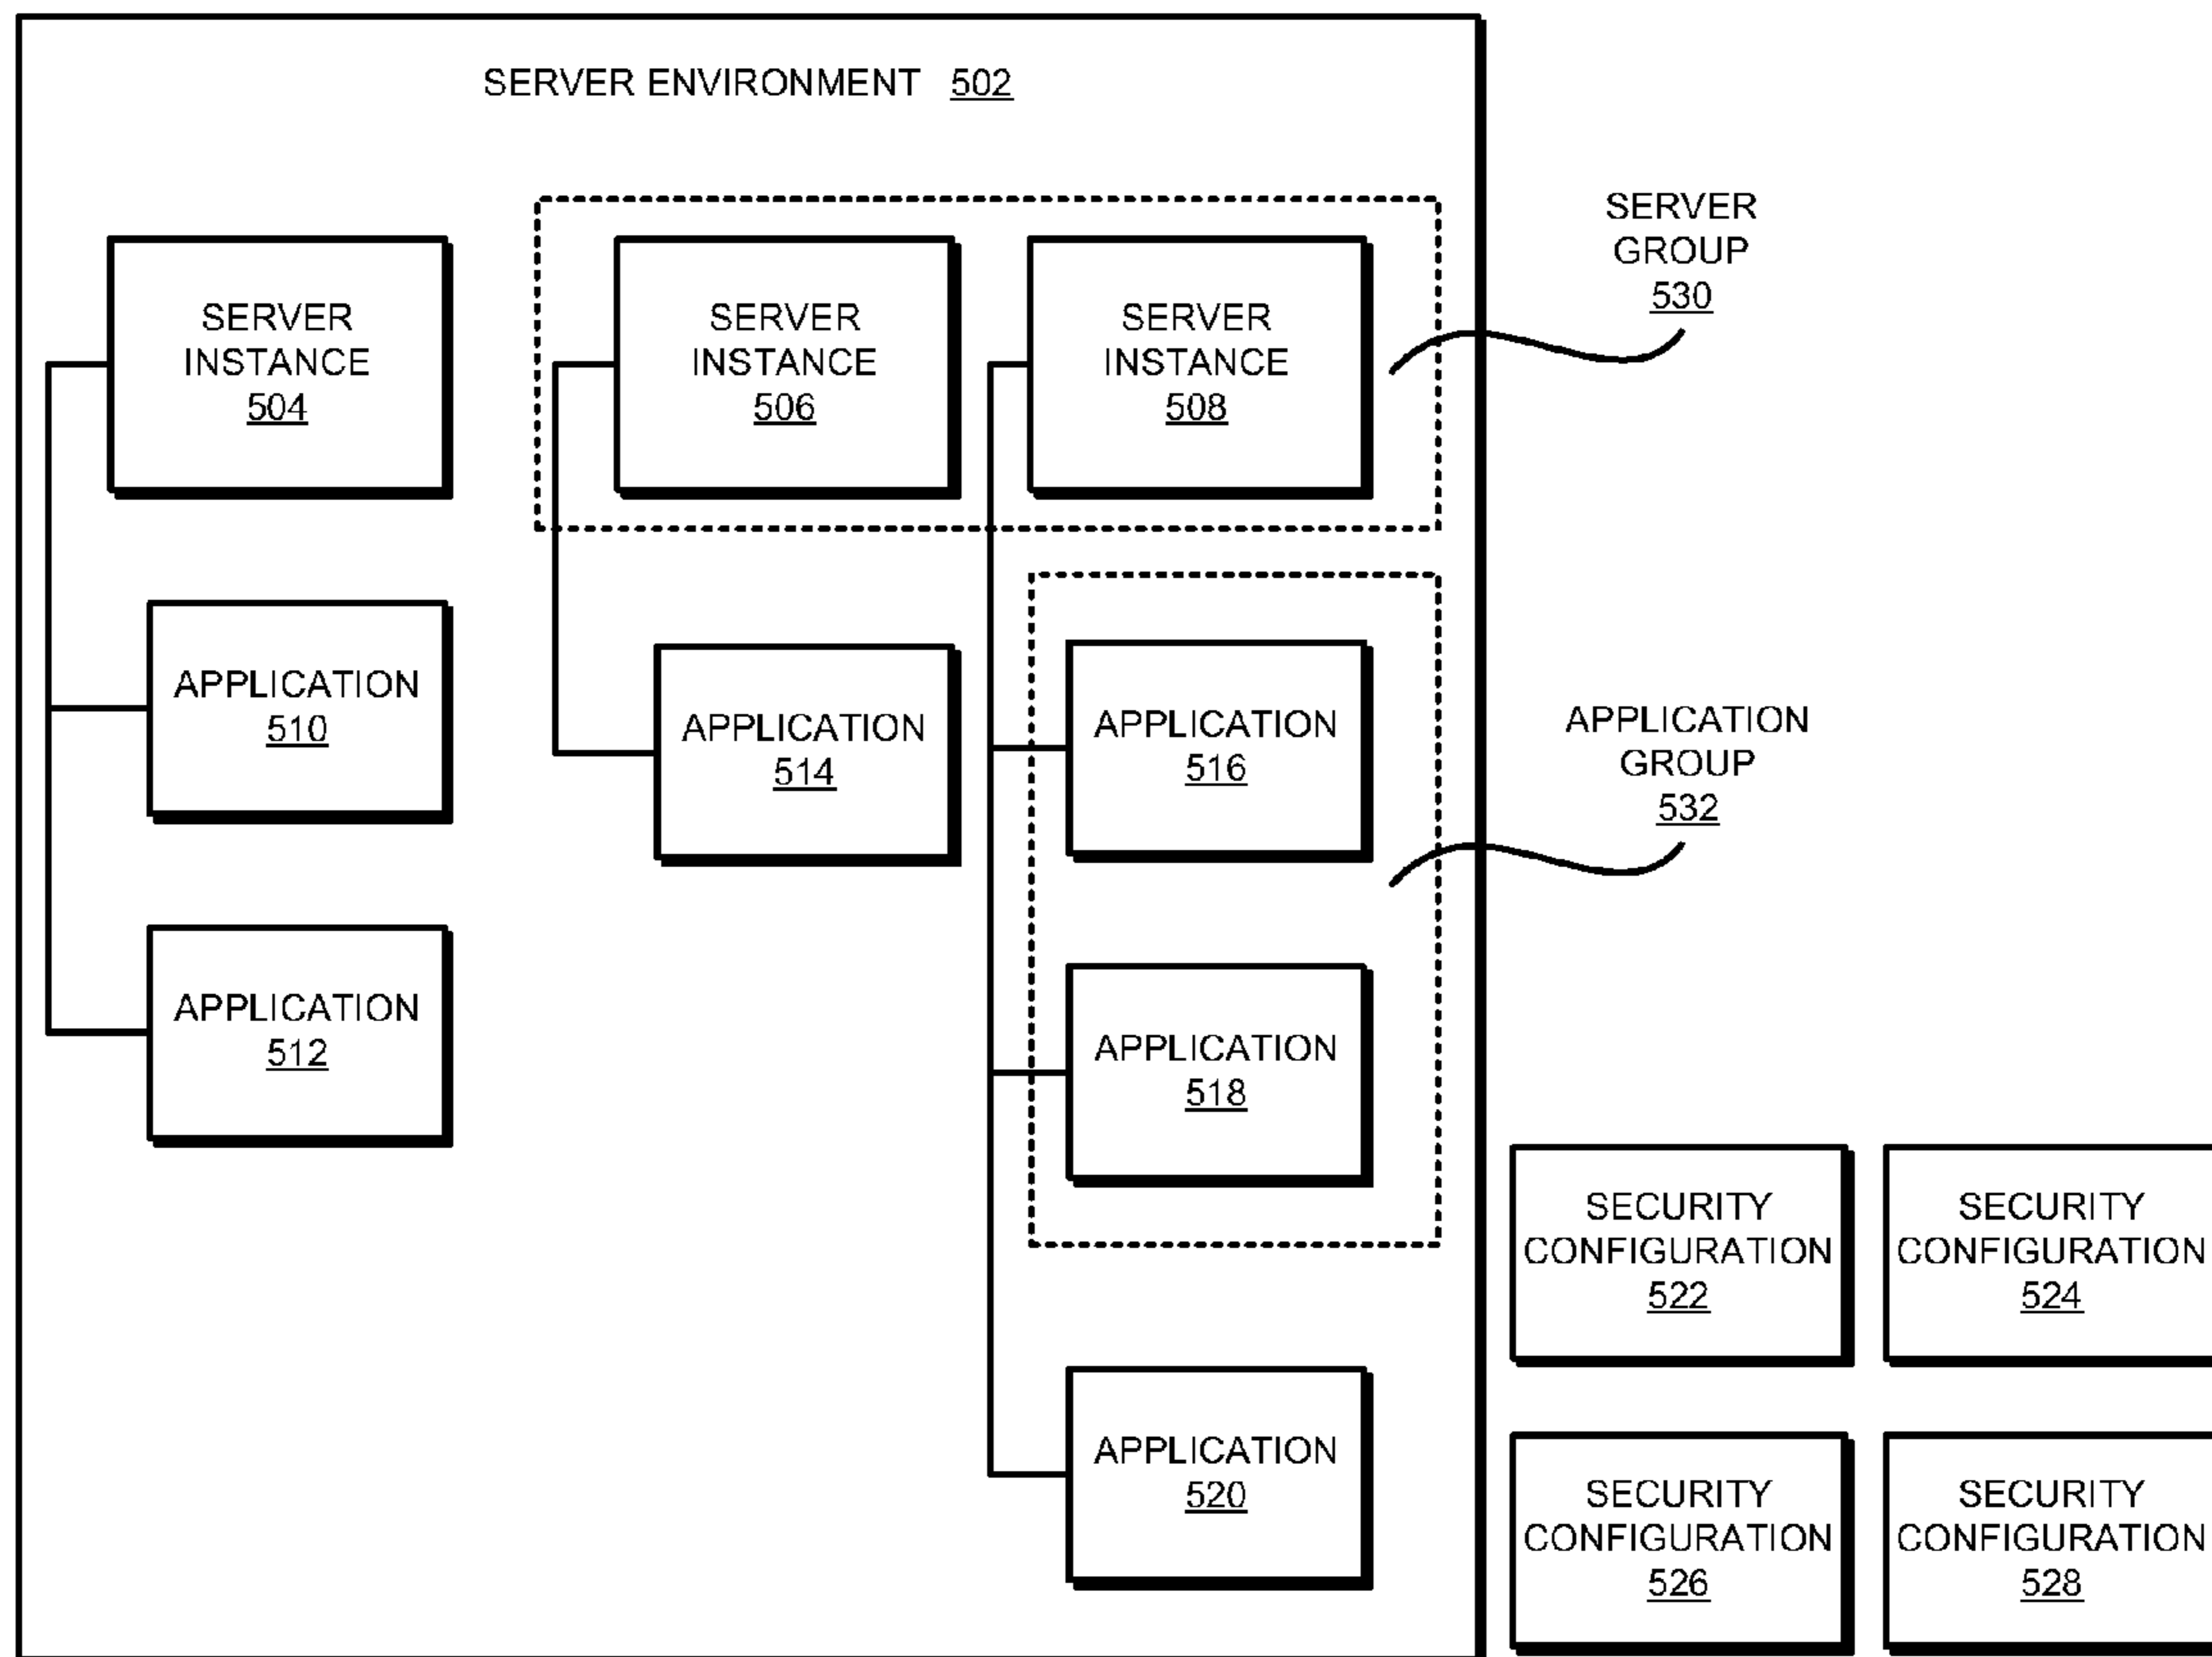 SERVER ENVIRONMENT 502
SERVER
GROUP
530
SERVER
INSTANCE
504
SERVER
INSTANCE
506
SERVER
INSTANCE
508
APPLICATION
510
APPLICATION
514
APPLICATION
516
APPLICATION
GROUP
532
APPLICATION
512
APPLICATION
518
SECURITY
CONFIGURATION
522
SECURITY
CONFIGURATION
524
APPLICATION
520
SECURITY
CONFIGURATION
526
SECURITY
CONFIGURATION
528